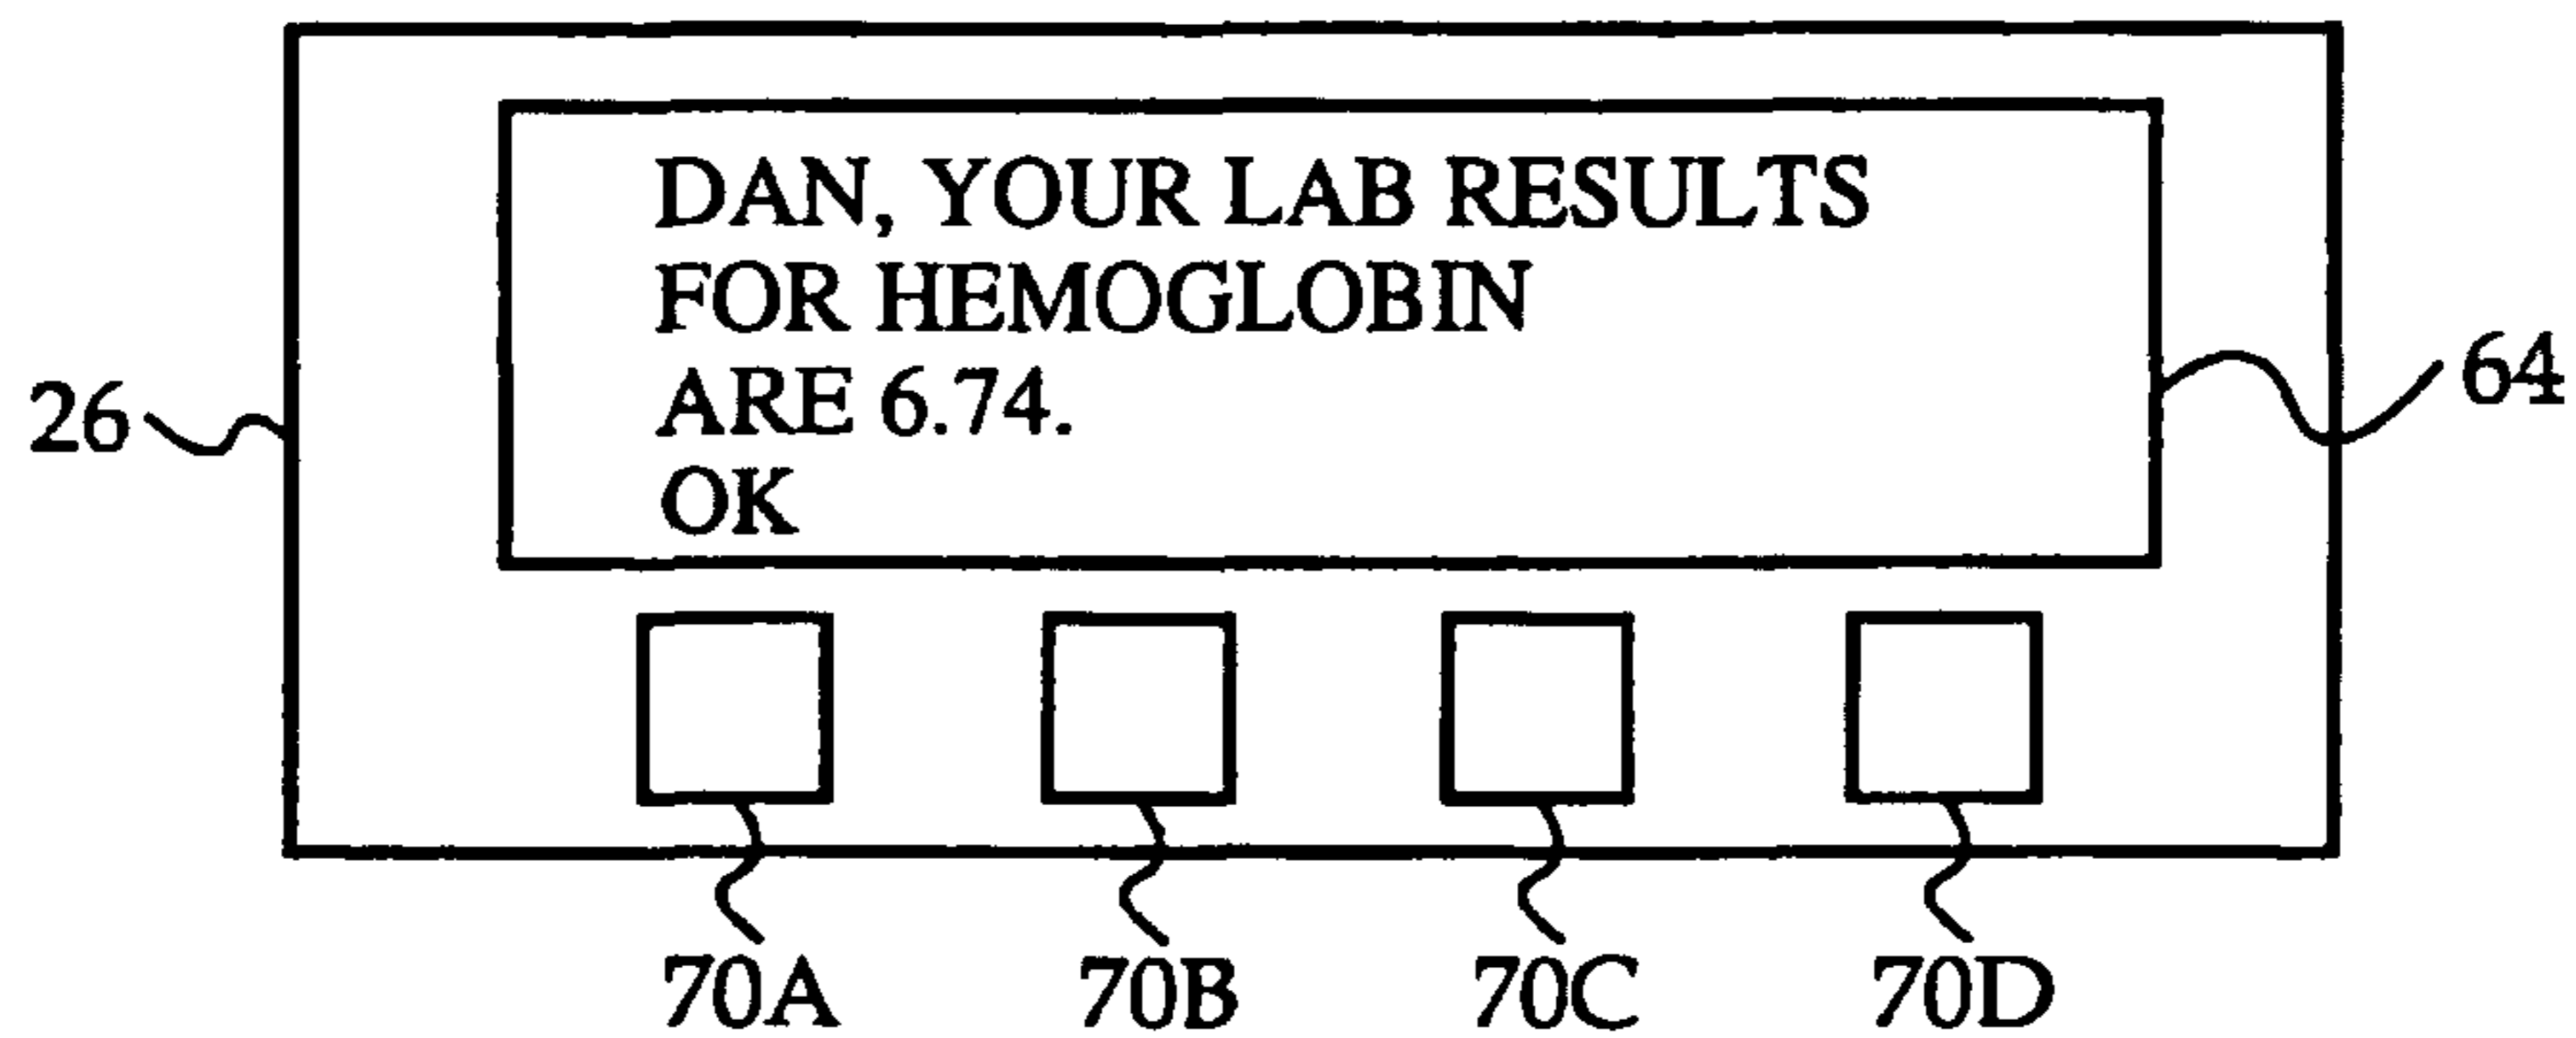 DAN, YOUR LAB RESULTS
FOR HEMOGLOBIN
ARE 6.74.
OK
26
64
70A 70B 70C 70D